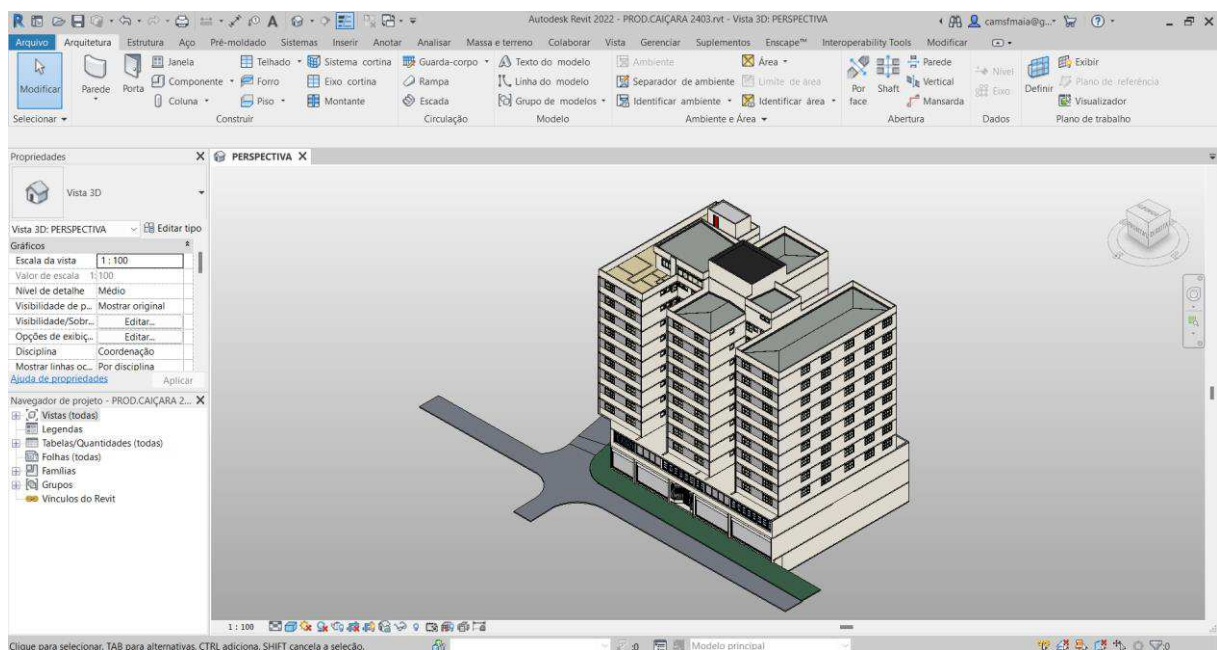 Autodesk Revit 2022 - PROD.CAIÇARA 2403.rvt - Vista 3D: PERSPECTIVA
camsfmaia@g...
Arquivo Arquitetura Estrutura Aço Pré-moldado Sistemas Inserir Anotar Analisar Massa e terreno Colaborar Vista Gerenciar Suplementos Enscape™ Interoperability Tools Modificar
Modificar
Selecionar
Parede
Porta
Janela
Componente
Coluna
Telhado
Forro
Piso
Sistema cortina
Eixo cortina
Montante
Construir
Guarda-corpo
Rampa
Escada
Circulação
Texto do modelo
Linha do modelo
Grupo de modelos
Modelo
Ambiente
Separador de ambiente
Identificar ambiente
Área
Limite de área
Identificar área
Ambiente e Área
Por face
Shaft
Parede
Vertical
Mansarda
Abertura
Nível
Eixo
Dados
Definir
Exibir
Plano de referência
Visualizador
Plano de trabalho
Propriedades
PERSPECTIVA
Vista 3D
Vista 3D: PERSPECTIVA
Editar tipo
Gráficos
Escala da vista 1 : 100
Valor de escala 1: 100
Nível de detalhe Médio
Visibilidade de p... Mostrar original
Visibilidade/Sobr... Editar...
Opções de exibiç... Editar...
Disciplina Coordenação
Mostrar linhas oc... Por disciplina
Ajuda de propriedades Aplicar
Navegador de projeto - PROD.CAIÇARA 2...
Vistas (todas)
Legendas
Tabelas/Quantidades (todas)
Folhas (todas)
Famílias
Grupos
Vínculos do Revit
1 : 100
Clique para selecionar, TAB para alternativas, CTRL adiciona, SHIFT cancela a seleção.
:0
Modelo principal
:0